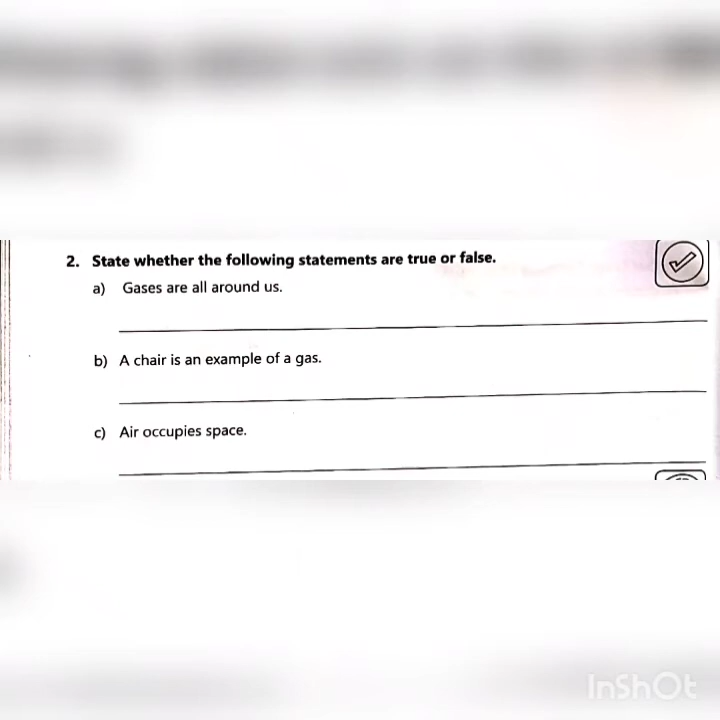 2. State whether the following statements are true or false.
a) Gases are all around us.
b) A chair is an example of a gas.
c) Air occupies space.
InShOt